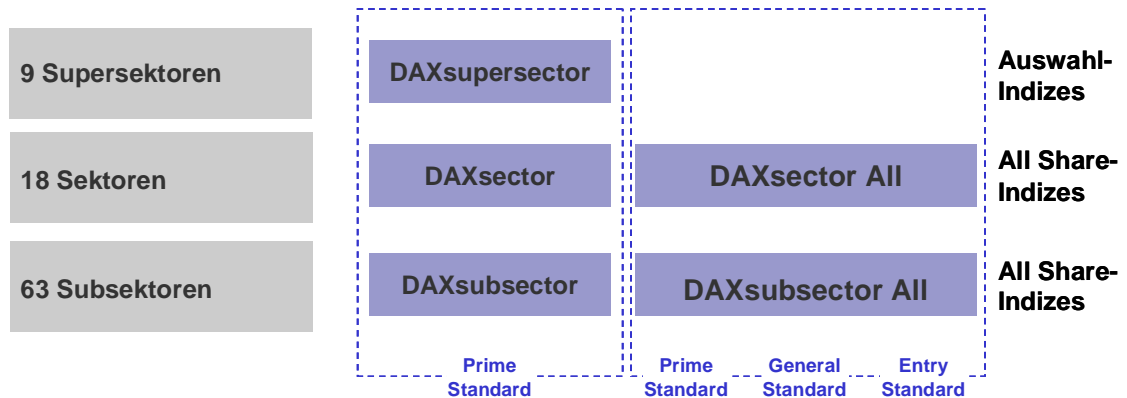 9 Supersektoren
DAXsupersector
Auswahl-
Indizes
18 Sektoren
DAXsector
DAXsector All
All Share-
Indizes
63 Subsektoren
DAXsubsector
DAXsubsector All
All Share-
Indizes
Prime
Standard
Prime
Standard
General
Standard
Entry
Standard